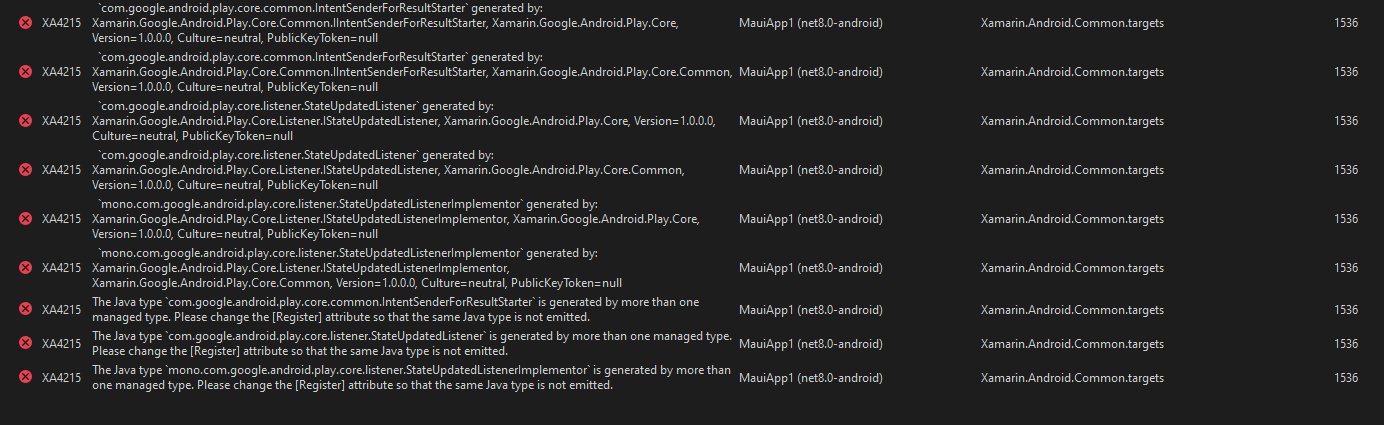 `com.google.android.play.core.common.IntentSenderForResultStarter` generated by:
XA4215 Xamarin.Google.Android.Play.Core.Common.IIntentSenderForResultStarter, Xamarin.Google.Android.Play.Core, MauiApp1 (net8.0-android) Xamarin.Android.Common.targets 1536
Version=1.0.0.0, Culture=neutral, PublicKeyToken=null
`com.google.android.play.core.common.IntentSenderForResultStarter` generated by:
XA4215 Xamarin.Google.Android.Play.Core.Common.IIntentSenderForResultStarter, Xamarin.Google.Android.Play.Core.Common, MauiApp1 (net8.0-android) Xamarin.Android.Common.targets 1536
Version=1.0.0.0, Culture=neutral, PublicKeyToken=null
`com.google.android.play.core.listener.StateUpdatedListener` generated by:
XA4215 Xamarin.Google.Android.Play.Core.Listener.IStateUpdatedListener, Xamarin.Google.Android.Play.Core, Version=1.0.0.0, MauiApp1 (net8.0-android) Xamarin.Android.Common.targets 1536
Culture=neutral, PublicKeyToken=null
`com.google.android.play.core.listener.StateUpdatedListener` generated by:
XA4215 Xamarin.Google.Android.Play.Core.Listener.IStateUpdatedListener, Xamarin.Google.Android.Play.Core.Common, MauiApp1 (net8.0-android) Xamarin.Android.Common.targets 1536
Version=1.0.0.0, Culture=neutral, PublicKeyToken=null
`mono.com.google.android.play.core.listener.StateUpdatedListenerImplementor` generated by:
XA4215 Xamarin.Google.Android.Play.Core.Listener.IStateUpdatedListenerImplementor, Xamarin.Google.Android.Play.Core, MauiApp1 (net8.0-android) Xamarin.Android.Common.targets 1536
Version=1.0.0.0, Culture=neutral, PublicKeyToken=null
`mono.com.google.android.play.core.listener.StateUpdatedListenerImplementor` generated by:
XA4215 Xamarin.Google.Android.Play.Core.Listener.IStateUpdatedListenerImplementor, MauiApp1 (net8.0-android) Xamarin.Android.Common.targets 1536
Xamarin.Google.Android.Play.Core.Common, Version=1.0.0.0, Culture=neutral, PublicKeyToken=null
XA4215 The Java type `com.google.android.play.core.common.IntentSenderForResultStarter` is generated by more than one MauiApp1 (net8.0-android) Xamarin.Android.Common.targets 1536
managed type. Please change the [Register] attribute so that the same Java type is not emitted.
XA4215 The Java type `com.google.android.play.core.listener.StateUpdatedListener` is generated by more than one managed type. MauiApp1 (net8.0-android) Xamarin.Android.Common.targets 1536
Please change the [Register] attribute so that the same Java type is not emitted.
XA4215 The Java type `mono.com.google.android.play.core.listener.StateUpdatedListenerImplementor` is generated by more than MauiApp1 (net8.0-android) Xamarin.Android.Common.targets 1536
one managed type. Please change the [Register] attribute so that the same Java type is not emitted.